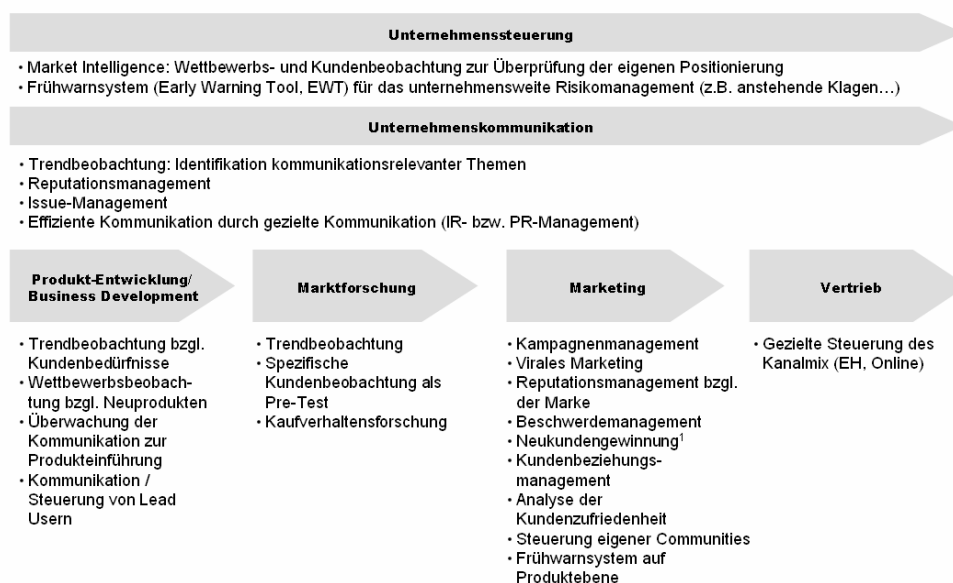 Unternehmenssteuerung
• Market Intelligence: Wettbewerbs- und Kundenbeobachtung zur Überprüfung der eigenen Positionierung
• Frühwarnsystem (Early Warning Tool, EWT) für das unternehmensweite Risikomanagement (z.B. anstehende Klagen…)
Unternehmenskommunikation
• Trendbeobachtung: Identifikation kommunikationsrelevanter Themen
• Reputationsmanagement
• Issue-Management
• Effiziente Kommunikation durch gezielte Kommunikation (IR- bzw. PR-Management)
Produkt-Entwicklung/
Business Development
• Trendbeobachtung bzgl.
Kundenbedürfnisse
• Wettbewerbsbeobach-
tung bzgl. Neuprodukten
• Überwachung der
Kommunikation zur
Produkteinführung
• Kommunikation /
Steuerung von Lead
Usern
Marktforschung
• Trendbeobachtung
• Spezifische
Kundenbeobachtung als
Pre-Test
• Kaufverhaltensforschung
Marketing
• Kampagnenmanagement
• Virales Marketing
• Reputationsmanagement bzgl.
der Marke
• Beschwerdemanagement
• Neukundengewinnung¹
• Kundenbeziehungs-
management
• Analyse der
Kundenzufriedenheit
• Steuerung eigener Communities
• Frühwarnsystem auf
Produktebene
Vertrieb
• Gezielte Steuerung des
Kanalmix (EH, Online)